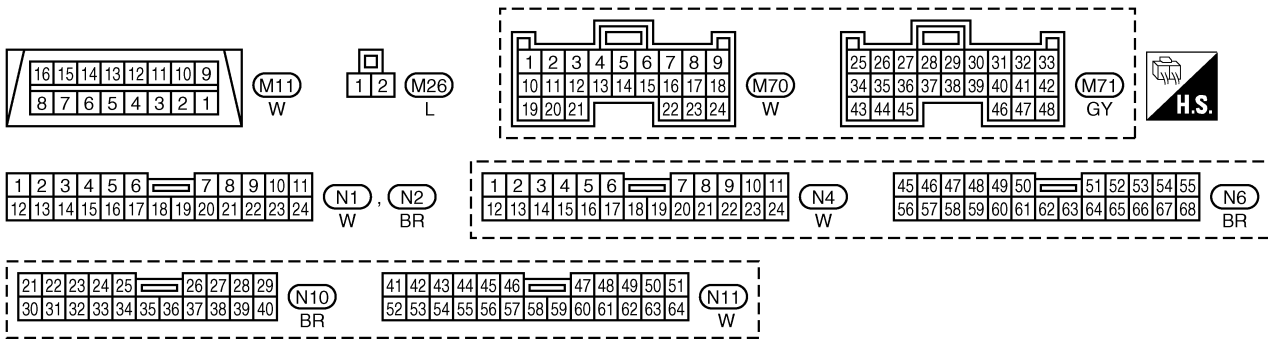 16 15 14 13 12 11 10 9
8 7 6 5 4 3 2 1
M11
W
1 2
M26
L
1 2 3 4 5 6 7 8 9
10 11 12 13 14 15 16 17 18
19 20 21 22 23 24
M70
W
25 26 27 28 29 30 31 32 33
34 35 36 37 38 39 40 41 42
43 44 45 46 47 48
M71
GY
H.S.
1 2 3 4 5 6 7 8 9 10 11
12 13 14 15 16 17 18 19 20 21 22 23 24
N1 , N2
W BR
1 2 3 4 5 6 7 8 9 10 11
12 13 14 15 16 17 18 19 20 21 22 23 24
N4
W
45 46 47 48 49 50 51 52 53 54 55
56 57 58 59 60 61 62 63 64 65 66 67 68
N6
BR
21 22 23 24 25 26 27 28 29
30 31 32 33 34 35 36 37 38 39 40
N10
BR
41 42 43 44 45 46 47 48 49 50 51
52 53 54 55 56 57 58 59 60 61 62 63 64
N11
W